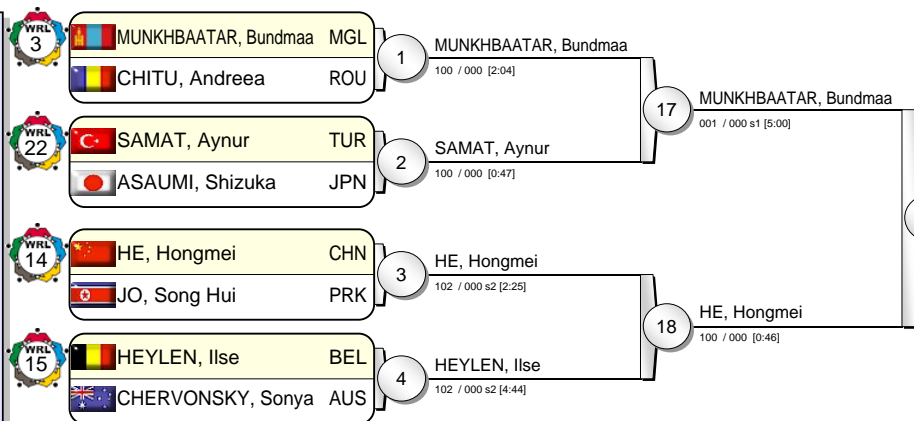 WRL
3
MUNKHBAATAR, Bundmaa MGL
CHITU, Andreea ROU
1
MUNKHBAATAR, Bundmaa
100 / 000 [2:04]
WRL
22
SAMAT, Aynur TUR
ASAUMI, Shizuka JPN
2
SAMAT, Aynur
100 / 000 [0:47]
17
MUNKHBAATAR, Bundmaa
001 / 000 s1 [5:00]
WRL
14
HE, Hongmei CHN
JO, Song Hui PRK
3
HE, Hongmei
102 / 000 s2 [2:25]
WRL
15
HEYLEN, Ilse BEL
CHERVONSKY, Sonya AUS
4
HEYLEN, Ilse
102 / 000 s2 [4:44]
18
HE, Hongmei
100 / 000 [0:46]